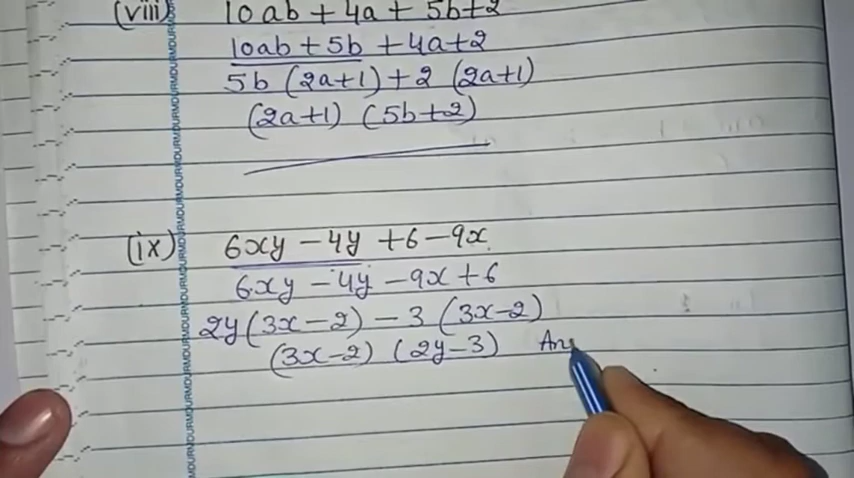 (viii) 10ab + 4a + 5b+2
10ab + 5b + 4a+2
5b (2a+1) + 2 (2a+1)
(2a+1) (5b+2)
(ix) 6xy - 4y + 6 - 9x
6xy - 4y - 9x + 6
2y (3x-2) - 3 (3x-2)
(3x-2) (2y-3) Ans